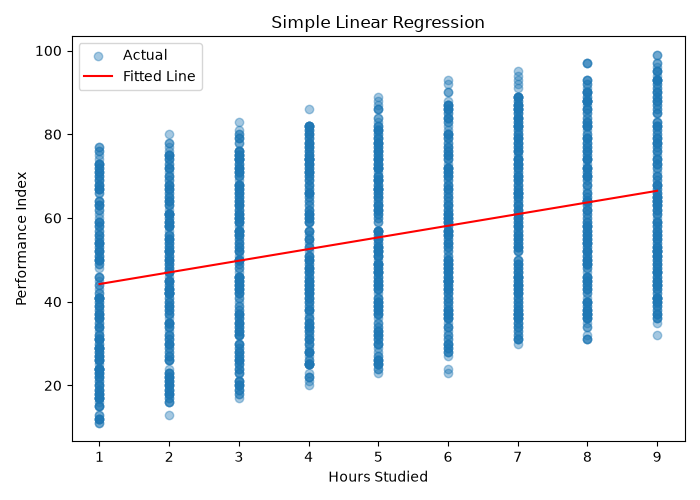 Simple Linear Regression
Actual
Fitted Line
100
80
60
40
20
Performance Index
1 2 3 4 5 6 7 8 9
Hours Studied